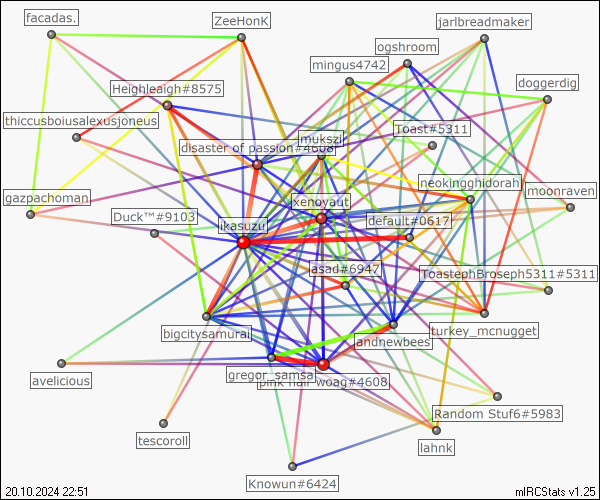 facadas.
ZeeHonK
jarlbreadmaker
ogshroom
mingus4742
doggerdig
Heighleaigh#8575
thiccusboiusalexusjoneus
Toast#5311
mukszi
disaster of passion#4608
neokingghidorah
moonraven
gazpachoman
xenoyaut
Duck™#9103
ikasuzu
default#0617
asad#6947
ToastephBroseph5311#5311
bigcitysamurai
turkey_mcnugget
andnewbees
avelicious
gregor_samsa
pink hair woag#4608
Random Stuf6#5983
tescoroll
lahnk
Knowun#6424
20.10.2024 22:51
mIRCStats v1.25